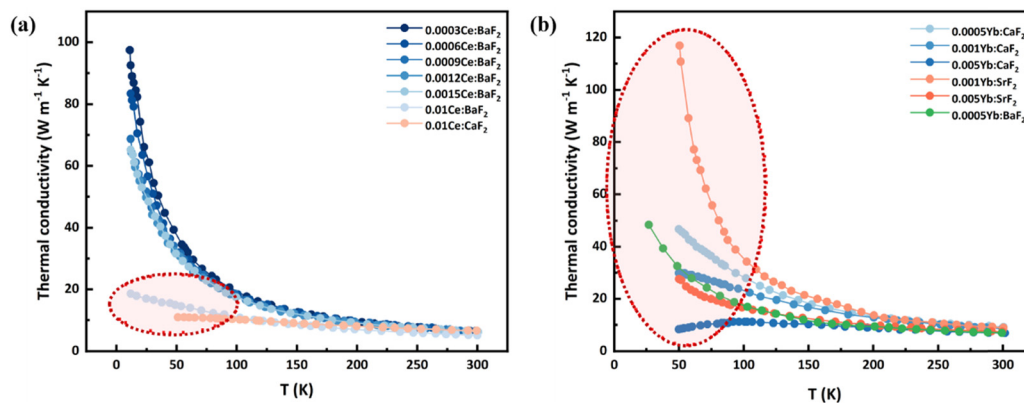 (a)
Thermal conductivity (W m⁻¹ K⁻¹)
100
80
60
40
20
0
0.0003Ce:BaF₂
0.0006Ce:BaF₂
0.0009Ce:BaF₂
0.0012Ce:BaF₂
0.0015Ce:BaF₂
0.01Ce:BaF₂
0.01Ce:CaF₂
0 50 100 150 200 250 300
T (K)
(b)
Thermal conductivity (W m⁻¹ K⁻¹)
120
100
80
60
40
20
0
0.0005Yb:CaF₂
0.001Yb:CaF₂
0.005Yb:CaF₂
0.001Yb:SrF₂
0.005Yb:SrF₂
0.0005Yb:BaF₂
0 50 100 150 200 250 300
T (K)